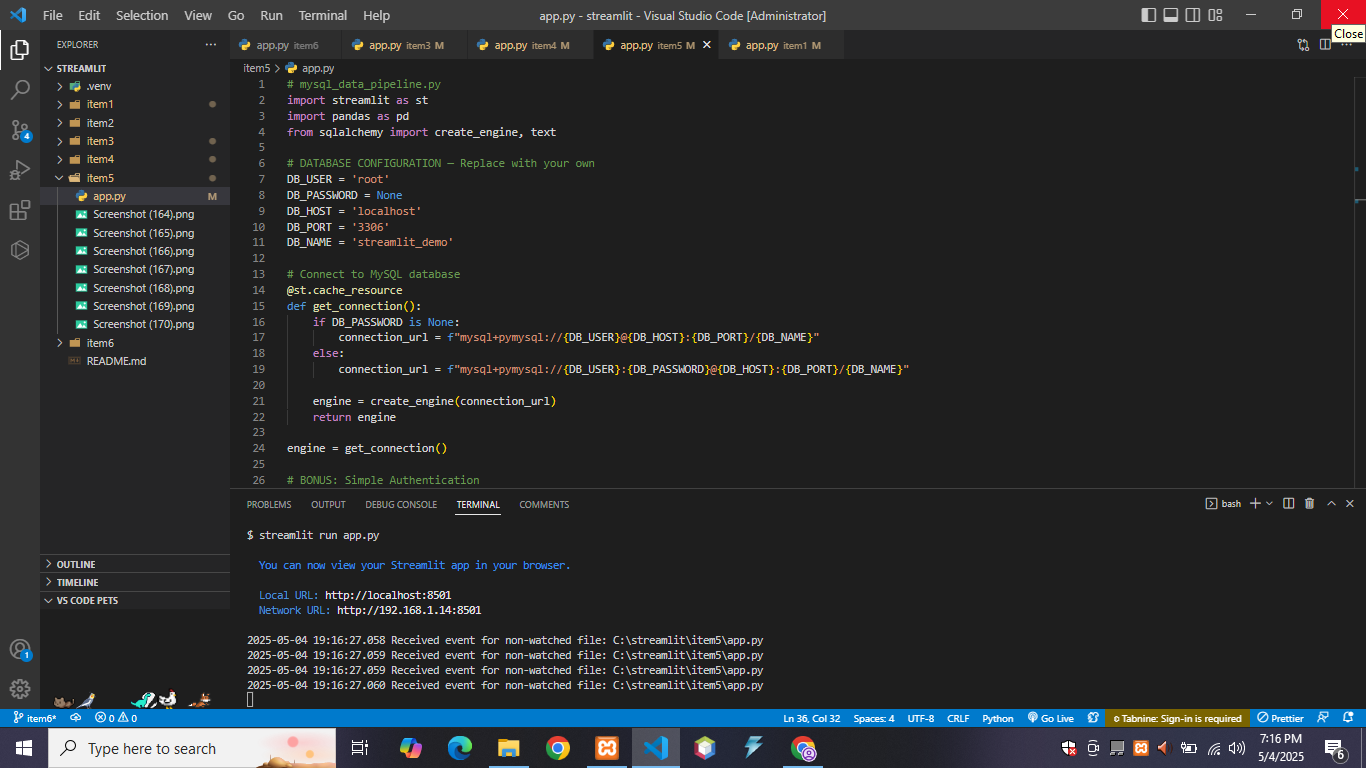 File Edit Selection View Go Run Terminal Help
app.py - streamlit - Visual Studio Code [Administrator]
Close
EXPLORER
STREAMLIT
.venv
item1
item2
item3
item4
item5
app.py M
Screenshot (164).png
Screenshot (165).png
Screenshot (166).png
Screenshot (167).png
Screenshot (168).png
Screenshot (169).png
Screenshot (170).png
item6
README.md
OUTLINE
TIMELINE
VS CODE PETS
4
1
app.py item6
app.py item3 M
app.py item4 M
app.py item5 M
app.py item1 M
item5 > app.py
1 # mysql_data_pipeline.py
2 import streamlit as st
3 import pandas as pd
4 from sqlalchemy import create_engine, text
5
6 # DATABASE CONFIGURATION — Replace with your own
7 DB_USER = 'root'
8 DB_PASSWORD = None
9 DB_HOST = 'localhost'
10 DB_PORT = '3306'
11 DB_NAME = 'streamlit_demo'
12
13 # Connect to MySQL database
14 @st.cache_resource
15 def get_connection():
16     if DB_PASSWORD is None:
17         connection_url = f"mysql+pymysql://{DB_USER}@{DB_HOST}:{DB_PORT}/{DB_NAME}"
18     else:
19         connection_url = f"mysql+pymysql://{DB_USER}:{DB_PASSWORD}@{DB_HOST}:{DB_PORT}/{DB_NAME}"
20
21     engine = create_engine(connection_url)
22     return engine
23
24 engine = get_connection()
25
26 # BONUS: Simple Authentication
PROBLEMS OUTPUT DEBUG CONSOLE TERMINAL COMMENTS
bash
$ streamlit run app.py
You can now view your Streamlit app in your browser.
Local URL: http://localhost:8501
Network URL: http://192.168.1.14:8501
2025-05-04 19:16:27.058 Received event for non-watched file: C:\streamlit\item5\app.py
2025-05-04 19:16:27.059 Received event for non-watched file: C:\streamlit\item5\app.py
2025-05-04 19:16:27.059 Received event for non-watched file: C:\streamlit\item5\app.py
2025-05-04 19:16:27.060 Received event for non-watched file: C:\streamlit\item5\app.py
item6* 0 0 Ln 36, Col 32 Spaces: 4 UTF-8 CRLF Python Go Live Tabnine: Sign-in is required Prettier
Type here to search
7:16 PM
5/4/2025
6